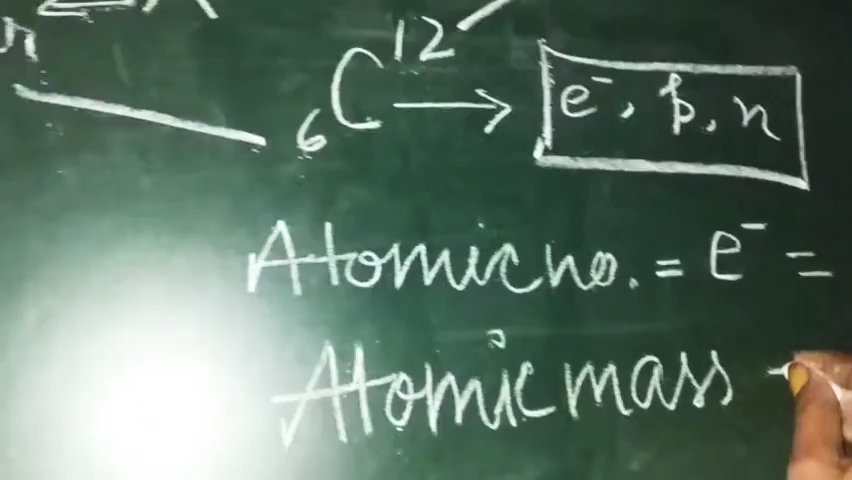 ₆C¹² → e⁻, p, n
Atomic no. = e⁻ =
Atomic mass